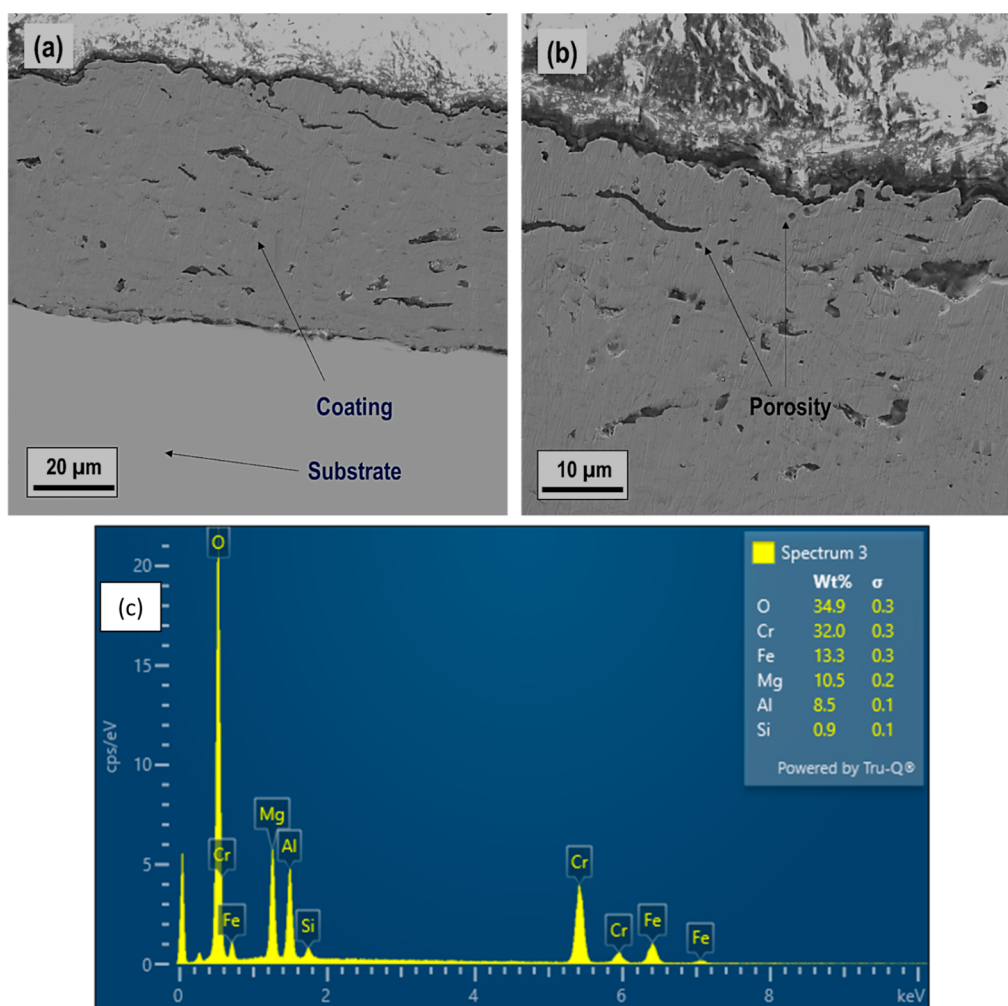 (a)
Coating
Substrate
20 µm
(b)
Porosity
10 µm
(c)
cps/eV
20
15
10
5
0
O
Cr
Fe
Mg
Al
Si
Cr
Cr
Fe
Fe
0 2 4 6 8 keV
Spectrum 3
Wt% σ
O 34.9 0.3
Cr 32.0 0.3
Fe 13.3 0.3
Mg 10.5 0.2
Al 8.5 0.1
Si 0.9 0.1
Powered by Tru-Q®